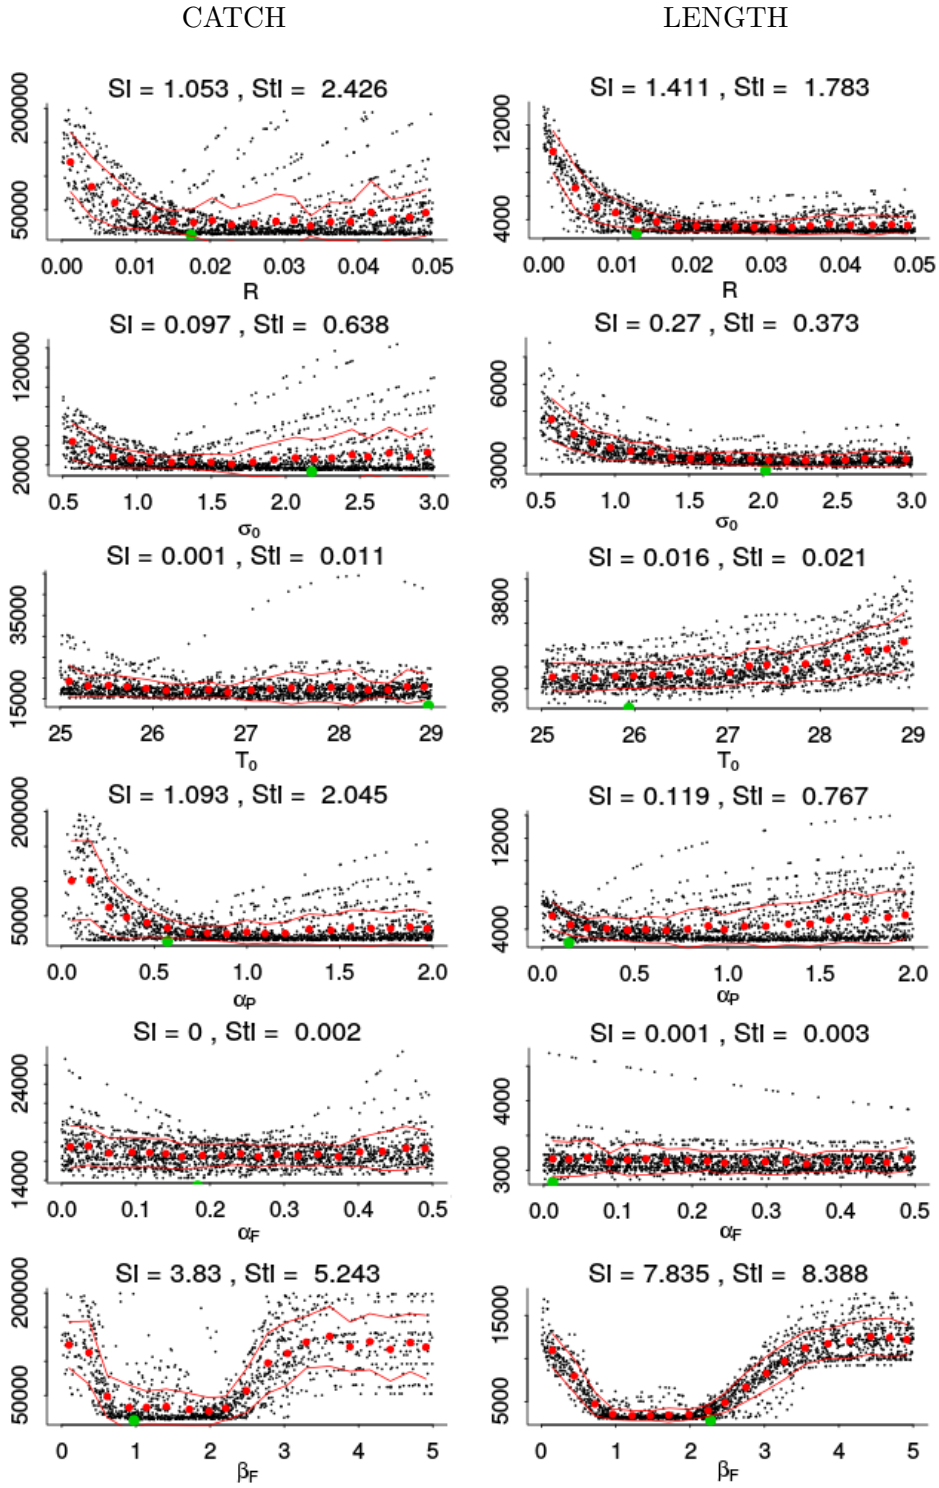 CATCH LENGTH
SI = 1.053 , StI = 2.426
50000 200000
0.00 0.01 0.02 0.03 0.04 0.05
R
SI = 1.411 , StI = 1.783
4000 12000
0.00 0.01 0.02 0.03 0.04 0.05
R
SI = 0.097 , StI = 0.638
20000 120000
0.5 1.0 1.5 2.0 2.5 3.0
σ₀
SI = 0.27 , StI = 0.373
3000 6000
0.5 1.0 1.5 2.0 2.5 3.0
σ₀
SI = 0.001 , StI = 0.011
15000 35000
25 26 27 28 29
T₀
SI = 0.016 , StI = 0.021
3000 3800
25 26 27 28 29
T₀
SI = 1.093 , StI = 2.045
50000 200000
0.0 0.5 1.0 1.5 2.0
α_P
SI = 0.119 , StI = 0.767
4000 12000
0.0 0.5 1.0 1.5 2.0
α_P
SI = 0 , StI = 0.002
14000 24000
0.0 0.1 0.2 0.3 0.4 0.5
α_F
SI = 0.001 , StI = 0.003
3000 4000
0.0 0.1 0.2 0.3 0.4 0.5
α_F
SI = 3.83 , StI = 5.243
50000 200000
0 1 2 3 4 5
β_F
SI = 7.835 , StI = 8.388
5000 15000
0 1 2 3 4 5
β_F